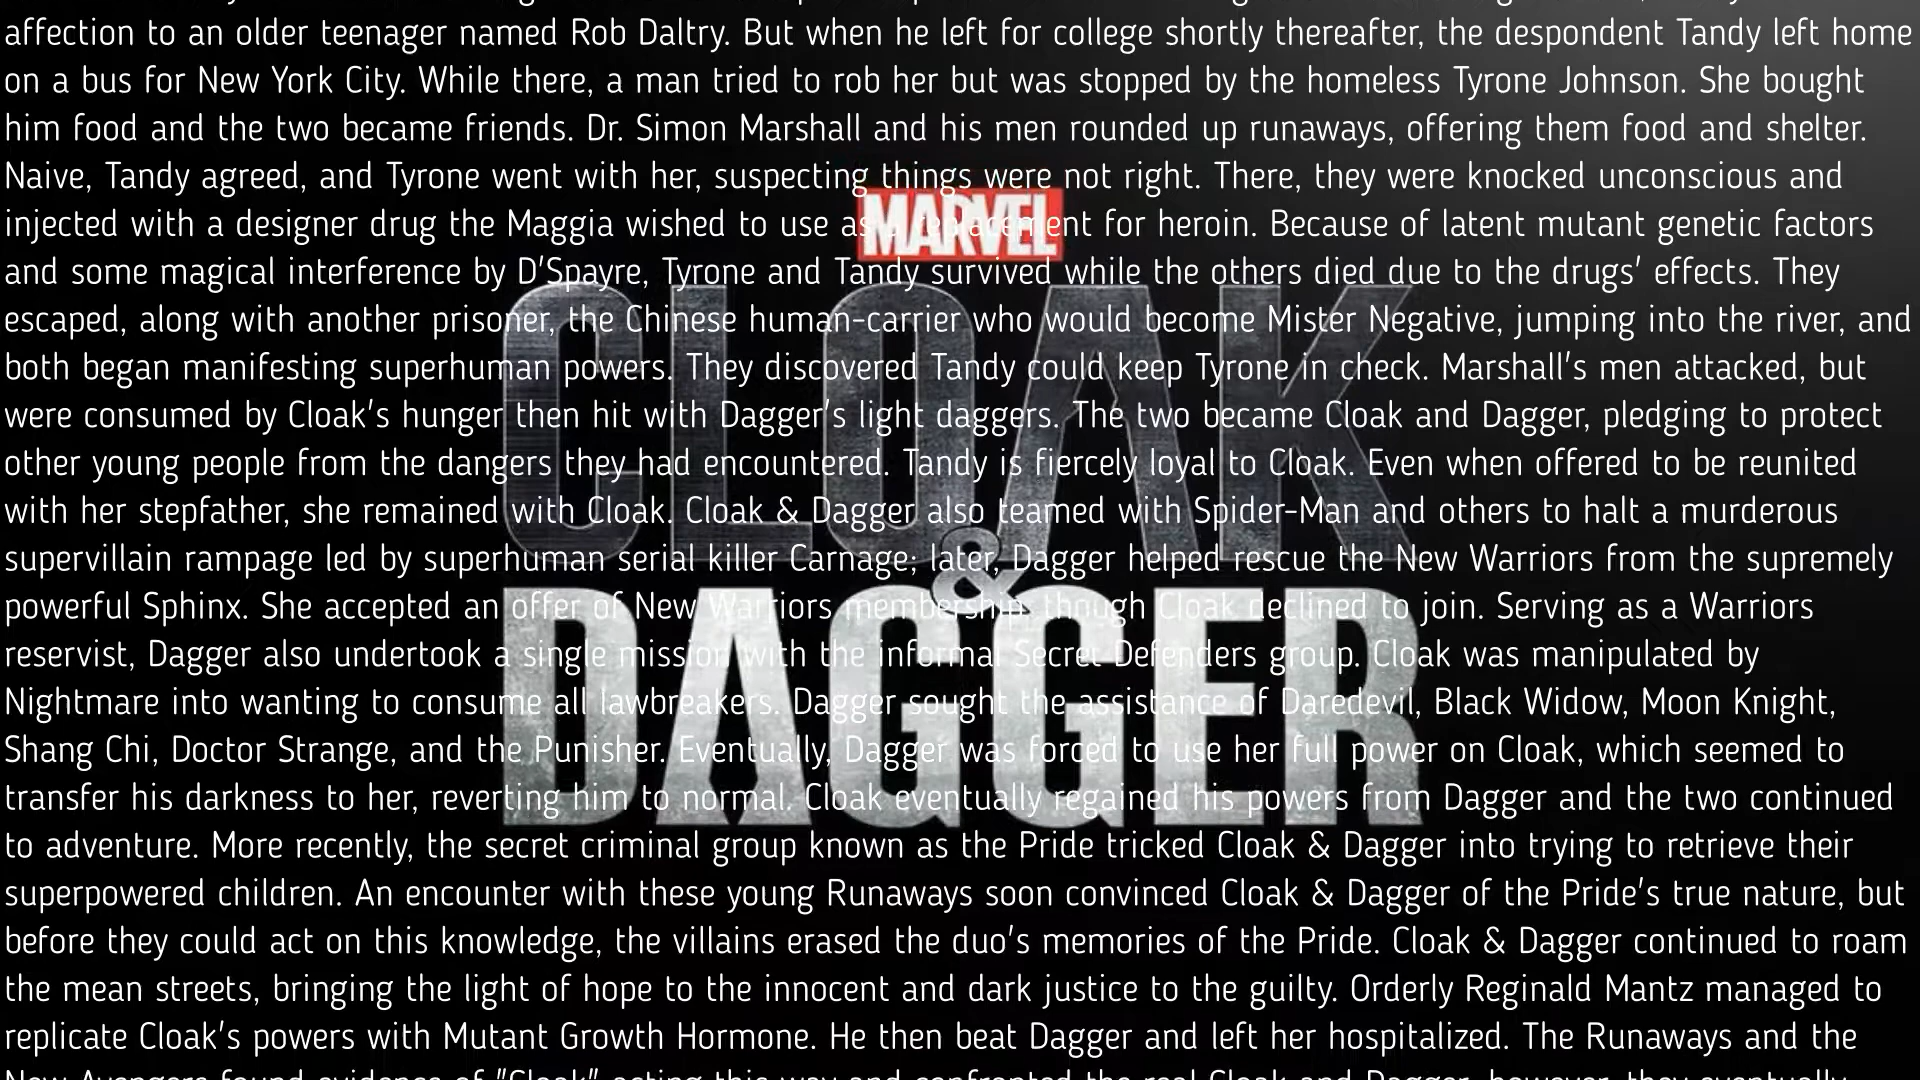 affection to an older teenager named Rob Daltry. But when he left for college shortly thereafter, the despondent Tandy left home
on a bus for New York City. While there, a man tried to rob her but was stopped by the homeless Tyrone Johnson. She bought
him food and the two became friends. Dr. Simon Marshall and his men rounded up runaways, offering them food and shelter.
Naive, Tandy agreed, and Tyrone went with her, suspecting things were not right. There, they were knocked unconscious and
MARVEL
injected with a designer drug the Maggia wished to use as a replacement for heroin. Because of latent mutant genetic factors
and some magical interference by D'Spayre, Tyrone and Tandy survived while the others died due to the drugs' effects. They
escaped, along with another prisoner, the Chinese human-carrier who would become Mister Negative, jumping into the river, and
both began manifesting superhuman powers. They discovered Tandy could keep Tyrone in check. Marshall's men attacked, but
CLOAK
were consumed by Cloak's hunger then hit with Dagger's light daggers. The two became Cloak and Dagger, pledging to protect
other young people from the dangers they had encountered. Tandy is fiercely loyal to Cloak. Even when offered to be reunited
with her stepfather, she remained with Cloak. Cloak & Dagger also teamed with Spider-Man and others to halt a murderous
supervillain rampage led by superhuman serial killer Carnage; later, Dagger helped rescue the New Warriors from the supremely
&
powerful Sphinx. She accepted an offer of New Warriors membership, though Cloak declined to join. Serving as a Warriors
reservist, Dagger also undertook a single mission with the informal Secret Defenders group. Cloak was manipulated by
Nightmare into wanting to consume all lawbreakers. Dagger sought the assistance of Daredevil, Black Widow, Moon Knight,
DAGGER
Shang Chi, Doctor Strange, and the Punisher. Eventually, Dagger was forced to use her full power on Cloak, which seemed to
transfer his darkness to her, reverting him to normal. Cloak eventually regained his powers from Dagger and the two continued
to adventure. More recently, the secret criminal group known as the Pride tricked Cloak & Dagger into trying to retrieve their
superpowered children. An encounter with these young Runaways soon convinced Cloak & Dagger of the Pride's true nature, but
before they could act on this knowledge, the villains erased the duo's memories of the Pride. Cloak & Dagger continued to roam
the mean streets, bringing the light of hope to the innocent and dark justice to the guilty. Orderly Reginald Mantz managed to
replicate Cloak's powers with Mutant Growth Hormone. He then beat Dagger and left her hospitalized. The Runaways and the
New Avengers found evidence of "Cloak" acting this way and confronted the real Cloak and Dagger, however, they eventually